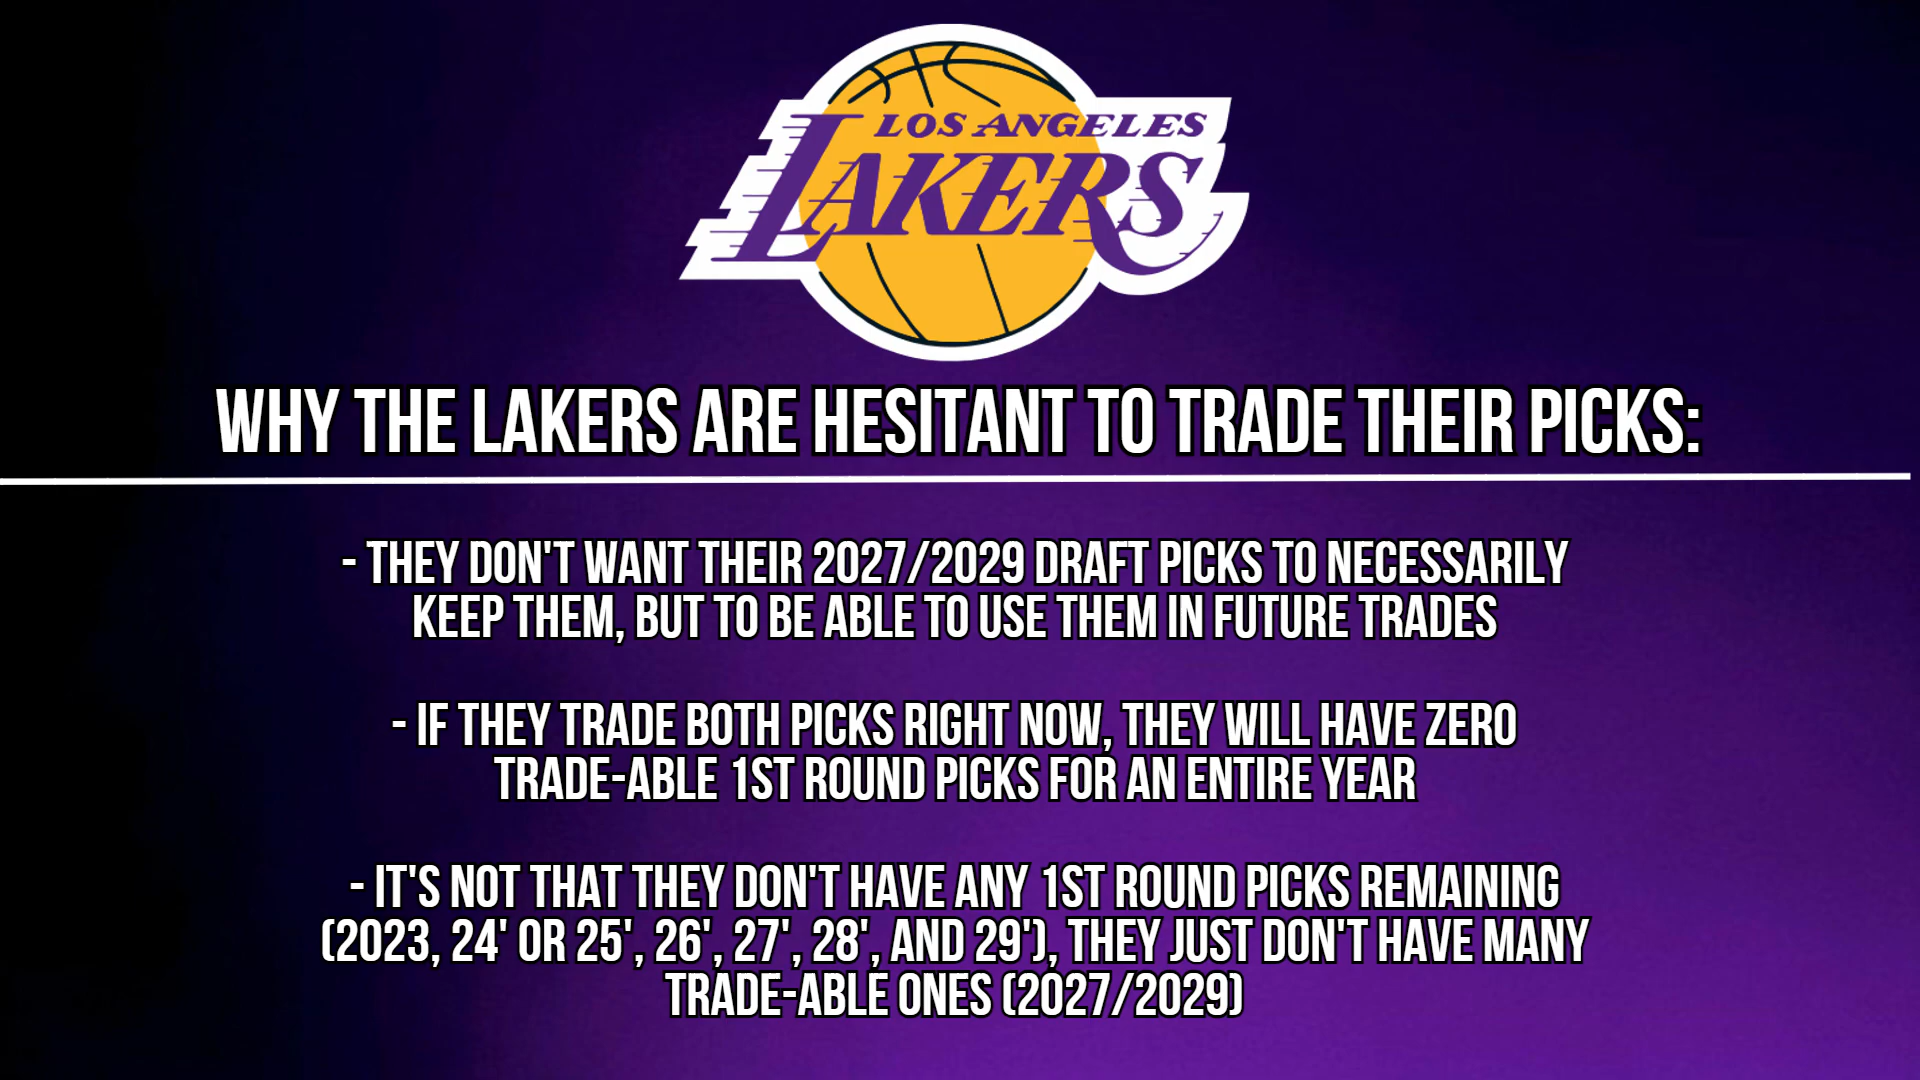 LOS ANGELES
LAKERS
WHY THE LAKERS ARE HESITANT TO TRADE THEIR PICKS:
- THEY DON'T WANT THEIR 2027/2029 DRAFT PICKS TO NECESSARILY
KEEP THEM, BUT TO BE ABLE TO USE THEM IN FUTURE TRADES
- IF THEY TRADE BOTH PICKS RIGHT NOW, THEY WILL HAVE ZERO
TRADE-ABLE 1ST ROUND PICKS FOR AN ENTIRE YEAR
- IT'S NOT THAT THEY DON'T HAVE ANY 1ST ROUND PICKS REMAINING
(2023, 24' OR 25', 26', 27', 28', AND 29'), THEY JUST DON'T HAVE MANY
TRADE-ABLE ONES (2027/2029)